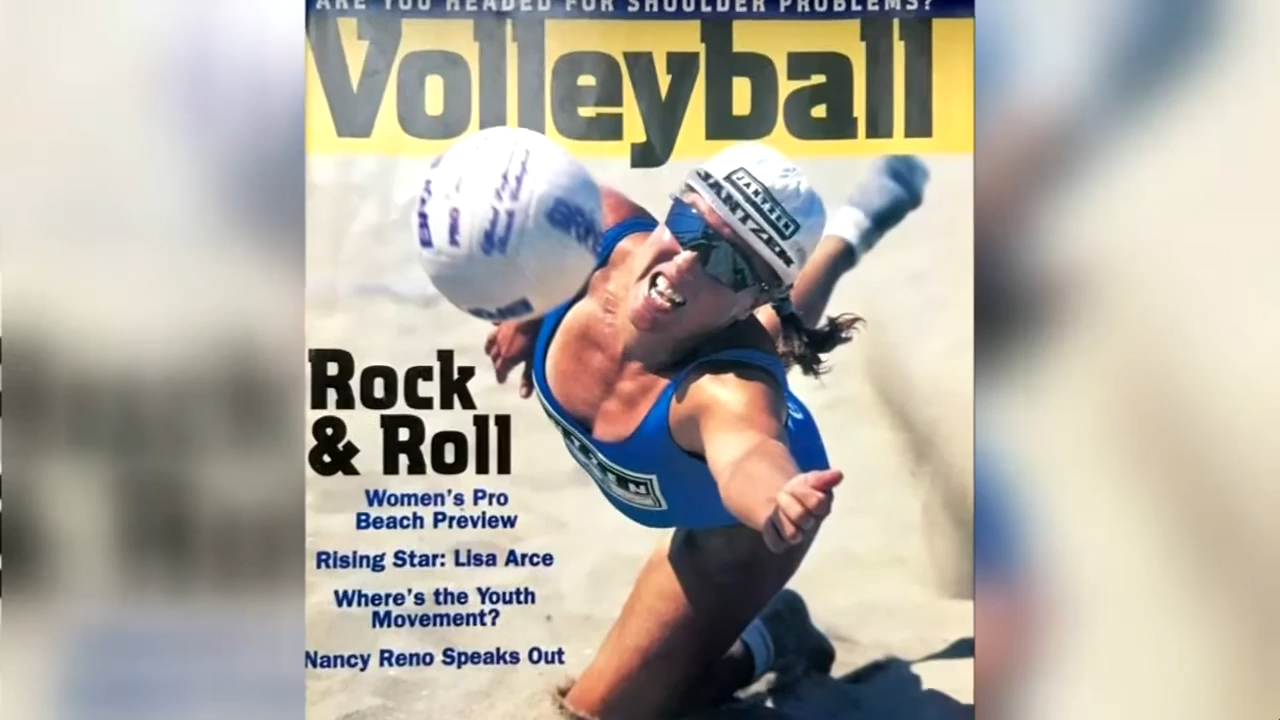 ARE YOU HEADED FOR SHOULDER PROBLEMS?
Volleyball
JANTZEN
JANTZEN
Rock
& Roll
Women's Pro
Beach Preview
Rising Star: Lisa Arce
Where's the Youth
Movement?
Nancy Reno Speaks Out